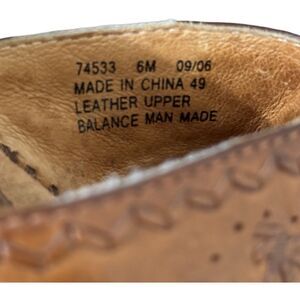 74533 6M 09/06
MADE IN CHINA 49
LEATHER UPPER
BALANCE MAN MADE